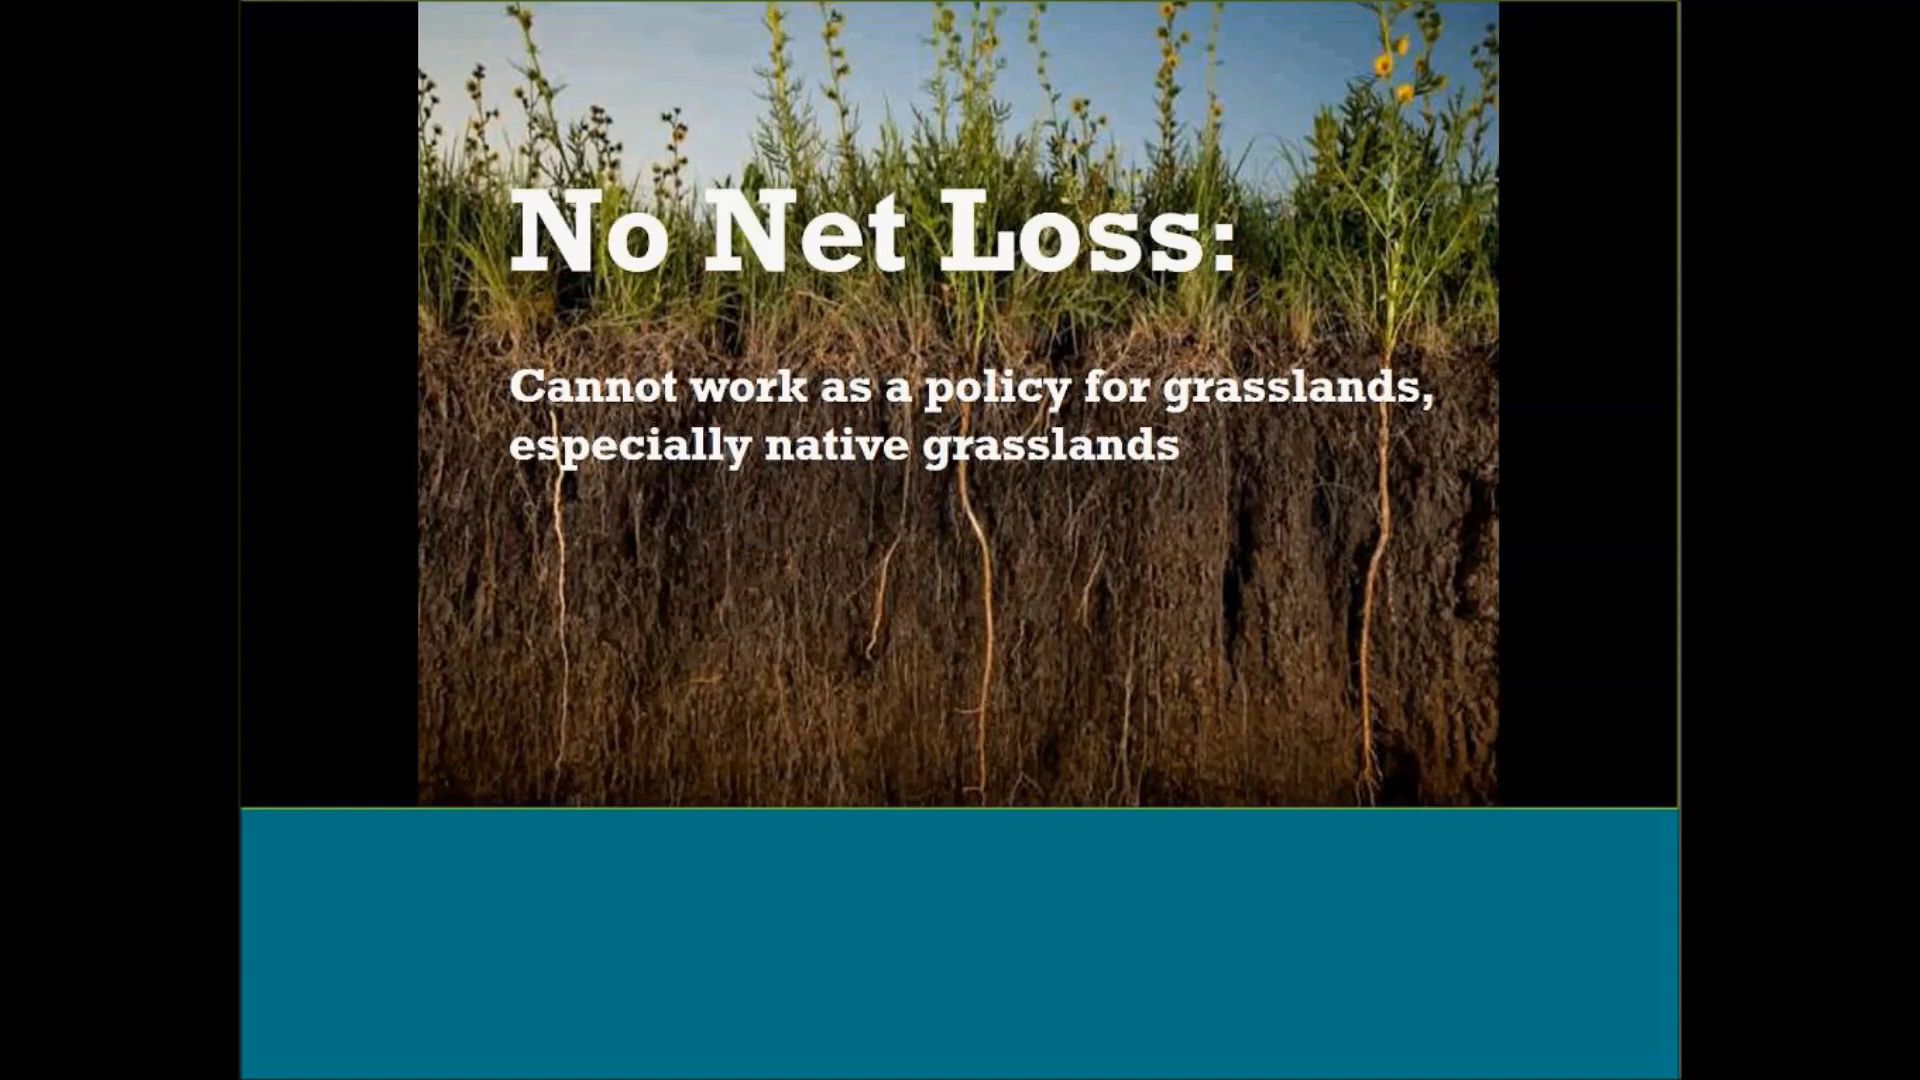 No Net Loss:
Cannot work as a policy for grasslands,
especially native grasslands